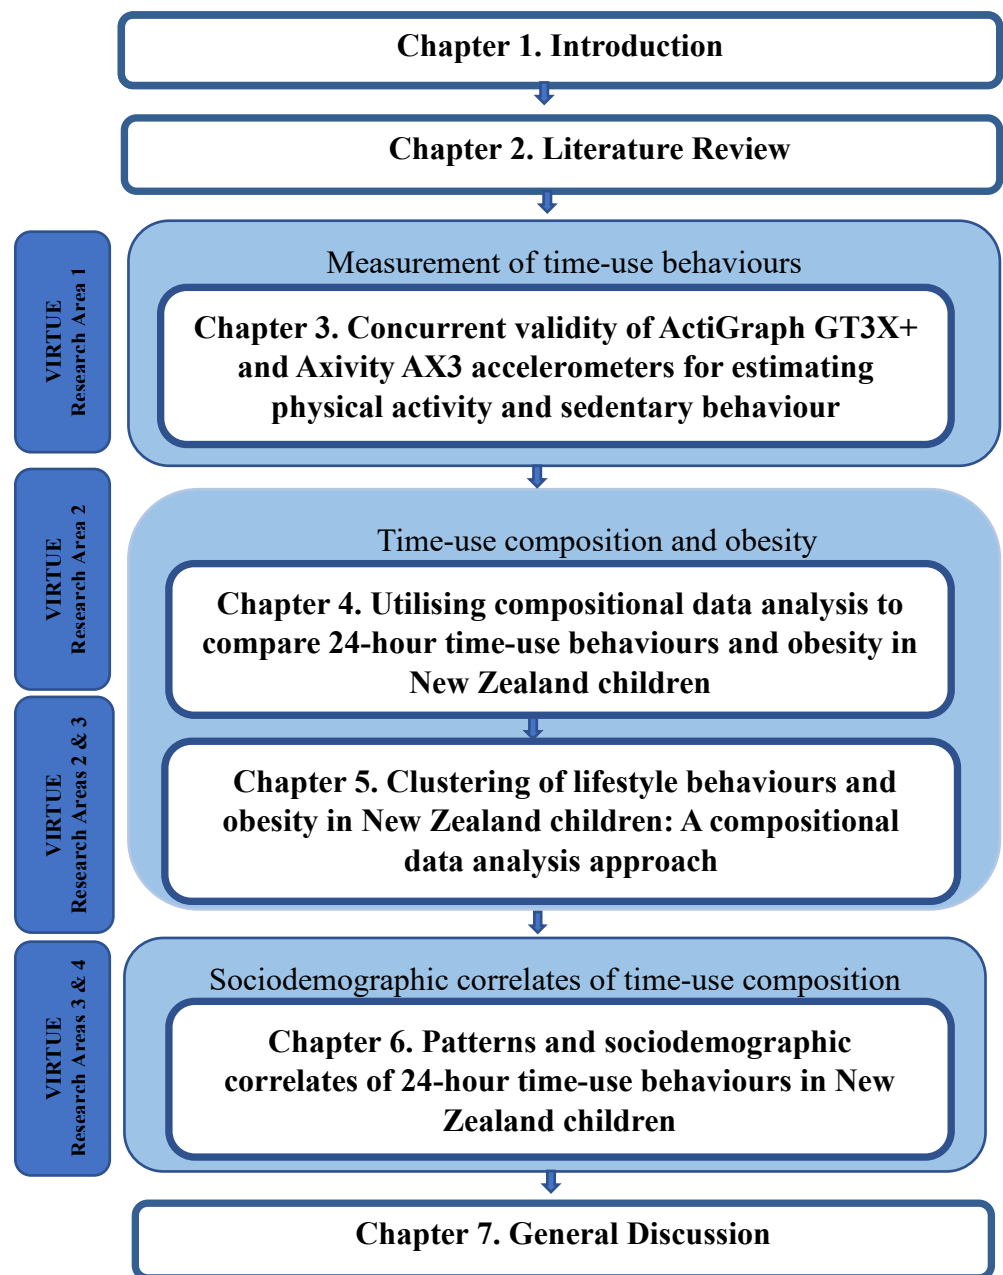 Chapter 1. Introduction
Chapter 2. Literature Review
VIRTUE
Research Area 1
Measurement of time-use behaviours
Chapter 3. Concurrent validity of ActiGraph GT3X+
and Axivity AX3 accelerometers for estimating
physical activity and sedentary behaviour
VIRTUE
Research Area 2
Time-use composition and obesity
Chapter 4. Utilising compositional data analysis to
compare 24-hour time-use behaviours and obesity in
New Zealand children
VIRTUE
Research Areas 2 & 3
Chapter 5. Clustering of lifestyle behaviours and
obesity in New Zealand children: A compositional
data analysis approach
VIRTUE
Research Areas 3 & 4
Sociodemographic correlates of time-use composition
Chapter 6. Patterns and sociodemographic
correlates of 24-hour time-use behaviours in New
Zealand children
Chapter 7. General Discussion